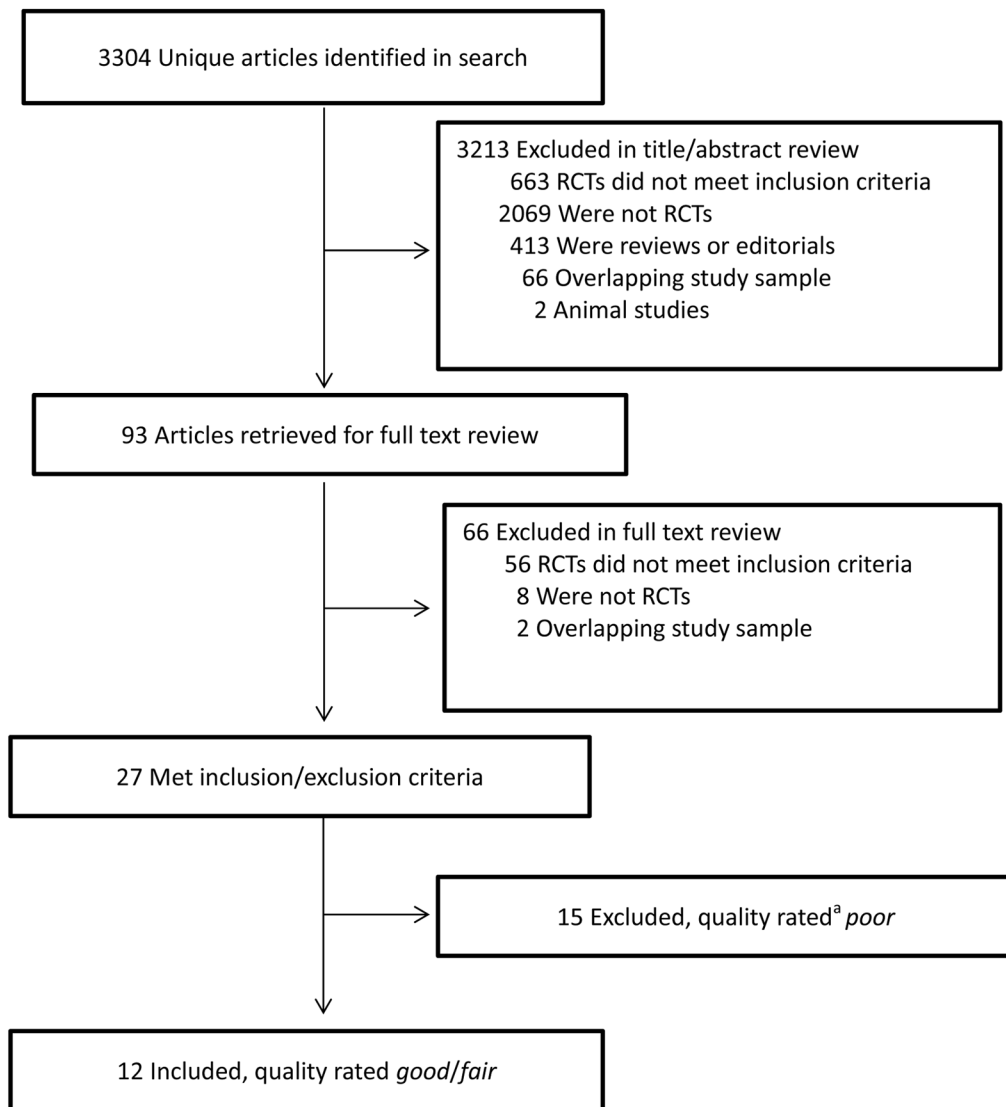 3304 Unique articles identified in search
3213 Excluded in title/abstract review
663 RCTs did not meet inclusion criteria
2069 Were not RCTs
413 Were reviews or editorials
66 Overlapping study sample
2 Animal studies
93 Articles retrieved for full text review
66 Excluded in full text review
56 RCTs did not meet inclusion criteria
8 Were not RCTs
2 Overlapping study sample
27 Met inclusion/exclusion criteria
15 Excluded, quality ratedᵃ poor
12 Included, quality rated good/fair